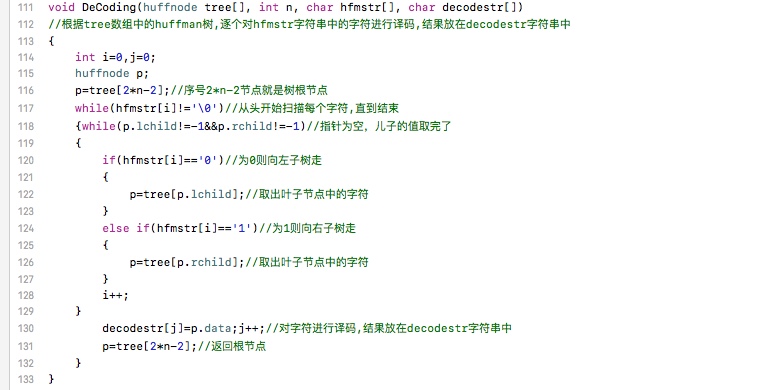 111 void DeCoding(huffnode tree[], int n, char hfmstr[], char decodestr[])
112 //根据tree数组中的huffman树,逐个对hfmstr字符串中的字符进行译码,结果放在decodestr字符串中
113 {
114     int i=0,j=0;
115     huffnode p;
116     p=tree[2*n-2];//序号2*n-2节点就是树根节点
117     while(hfmstr[i]!='\0')//从头开始扫描每个字符,直到结束
118     {while(p.lchild!=-1&&p.rchild!=-1)//指针为空，儿子的值取完了
119     {
120         if(hfmstr[i]=='0')//为0则向左子树走
121         {
122             p=tree[p.lchild];//取出叶子节点中的字符
123         }
124         else if(hfmstr[i]=='1')//为1则向右子树走
125         {
126             p=tree[p.rchild];//取出叶子节点中的字符
127         }
128         i++;
129     }
130         decodestr[j]=p.data;j++;//对字符进行译码,结果放在decodestr字符串中
131         p=tree[2*n-2];//返回根节点
132     }
133 }